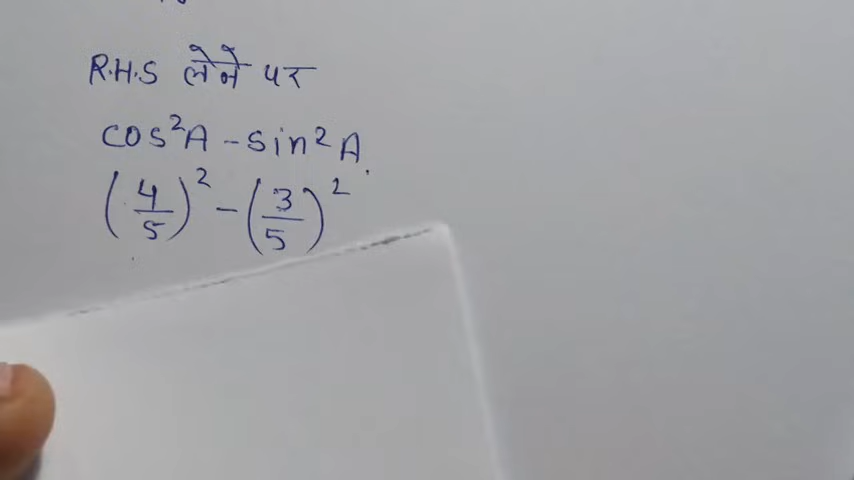 R.H.S लेने पर
cos²A - sin²A.
(4/5)² - (3/5)²